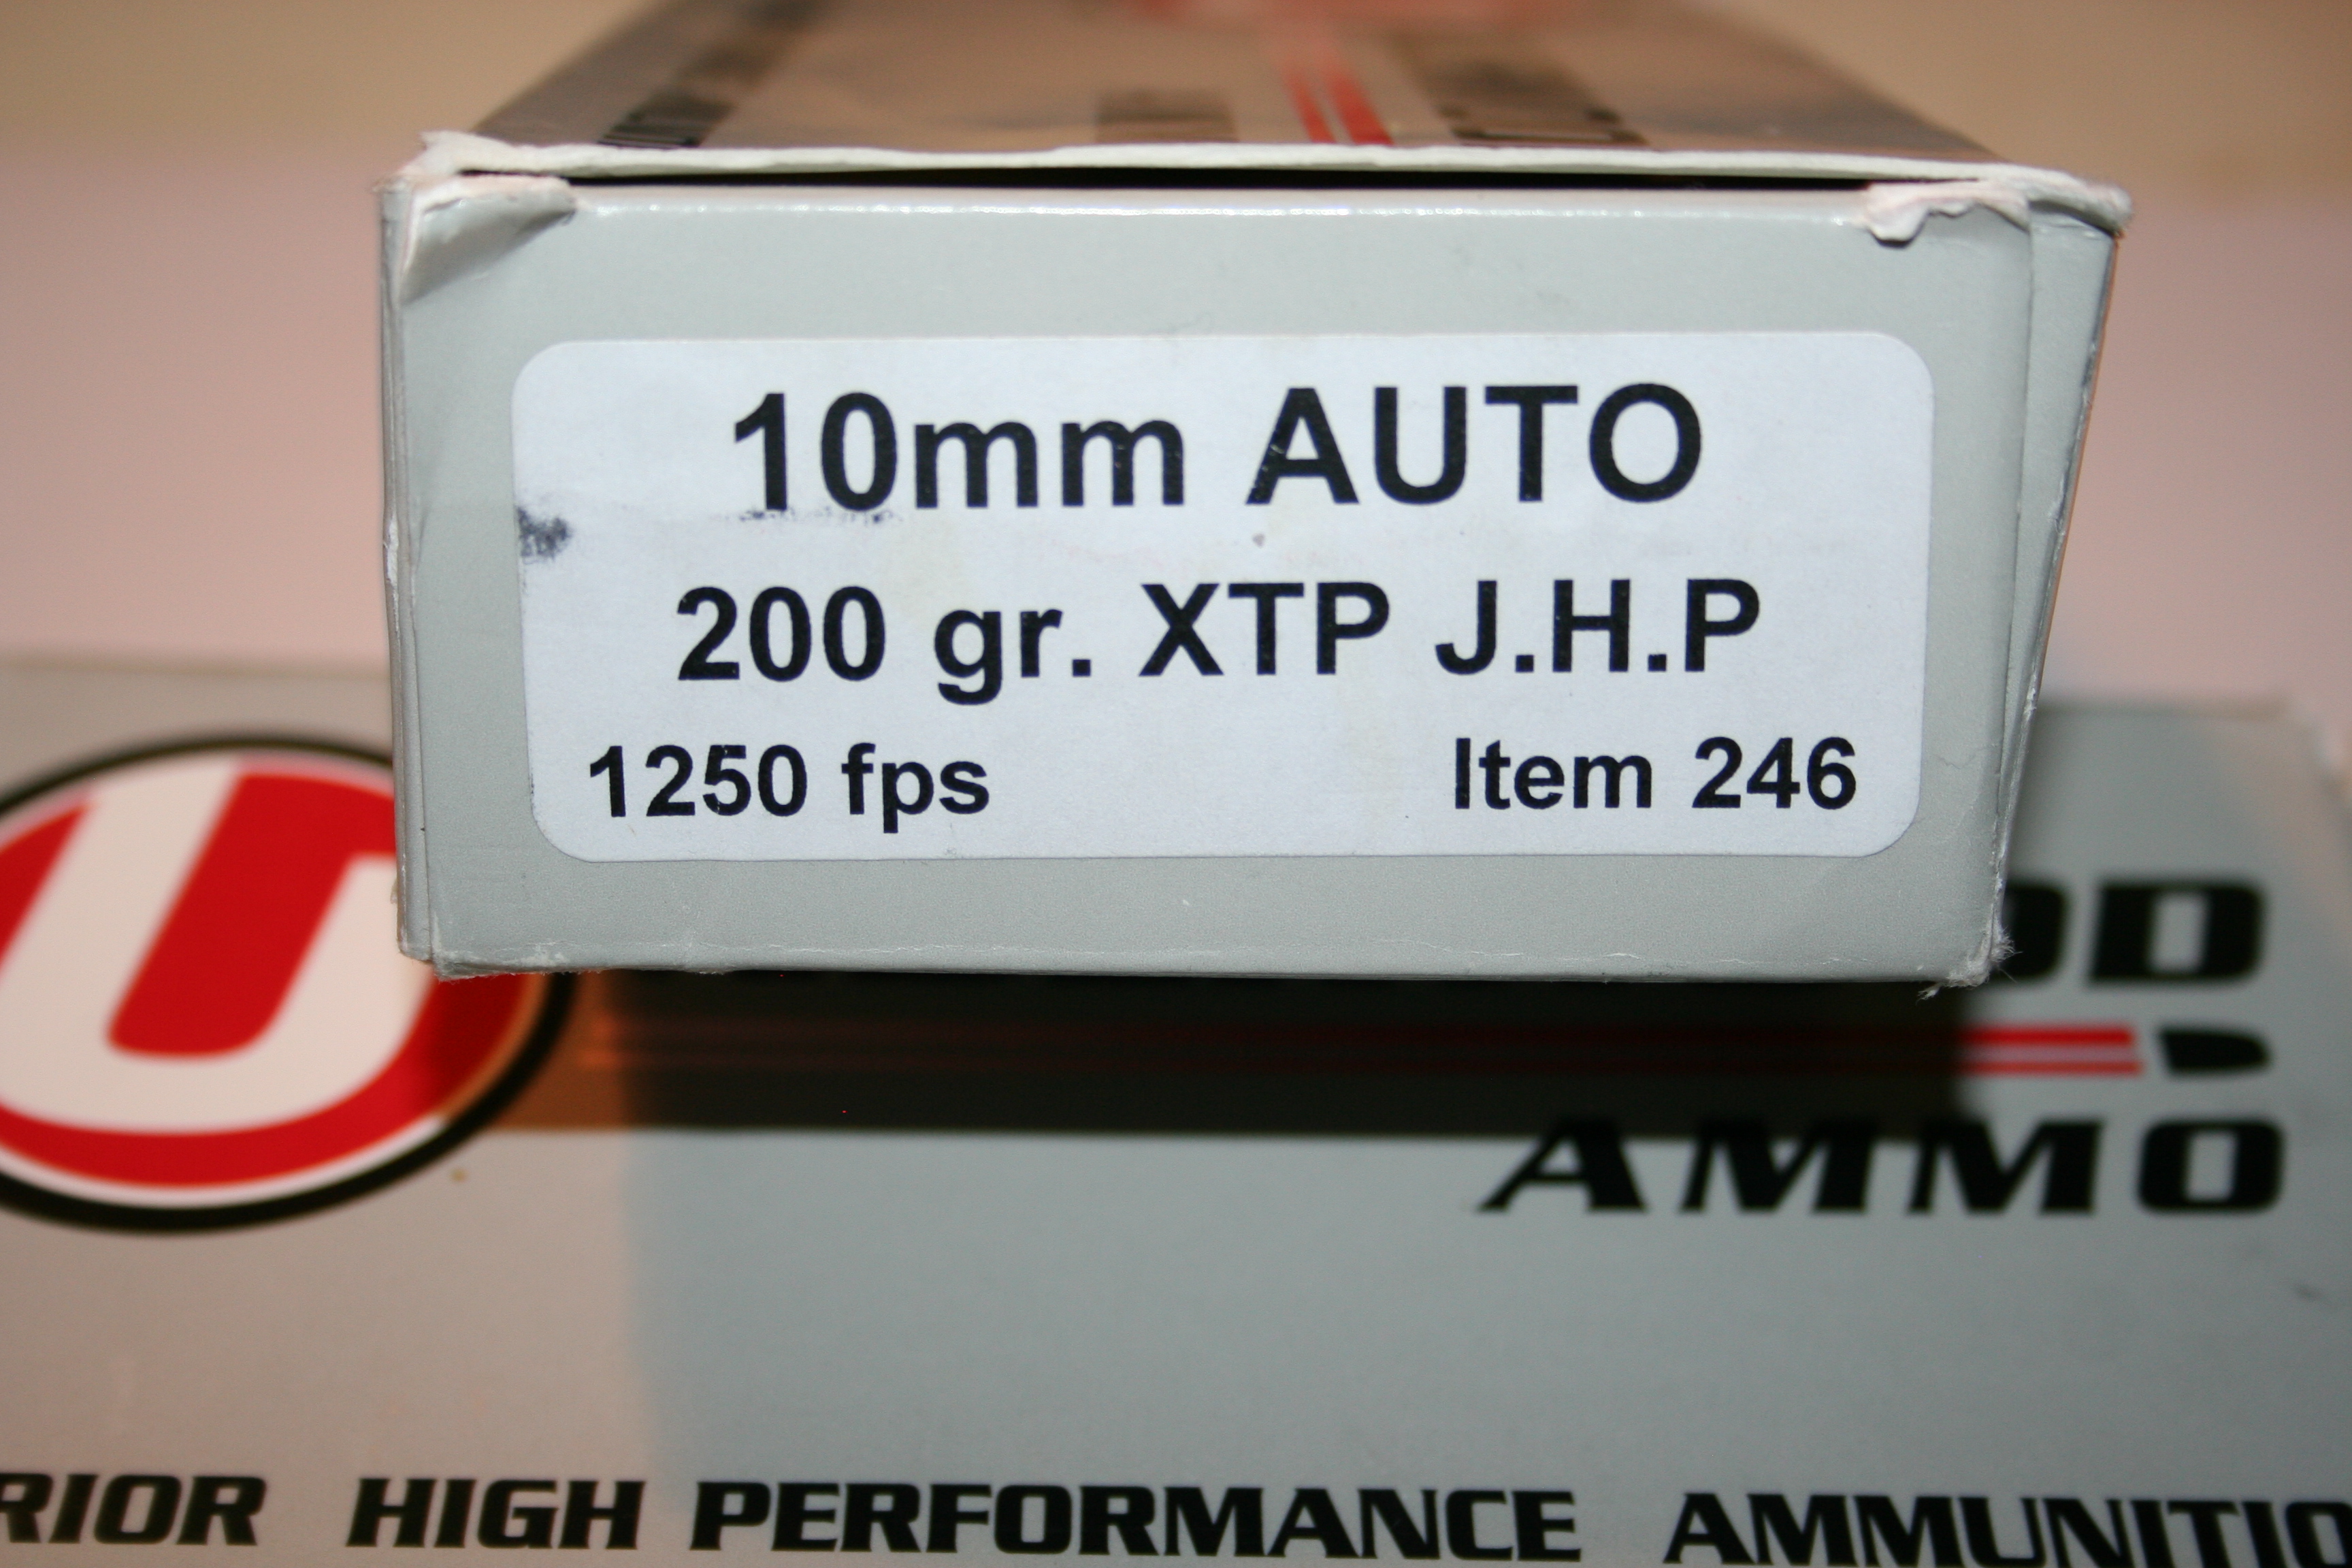 10mm AUTO
200 gr. XTP J.H.P
1250 fps
Item 246
U
AMMO
HIGH PERFORMANCE